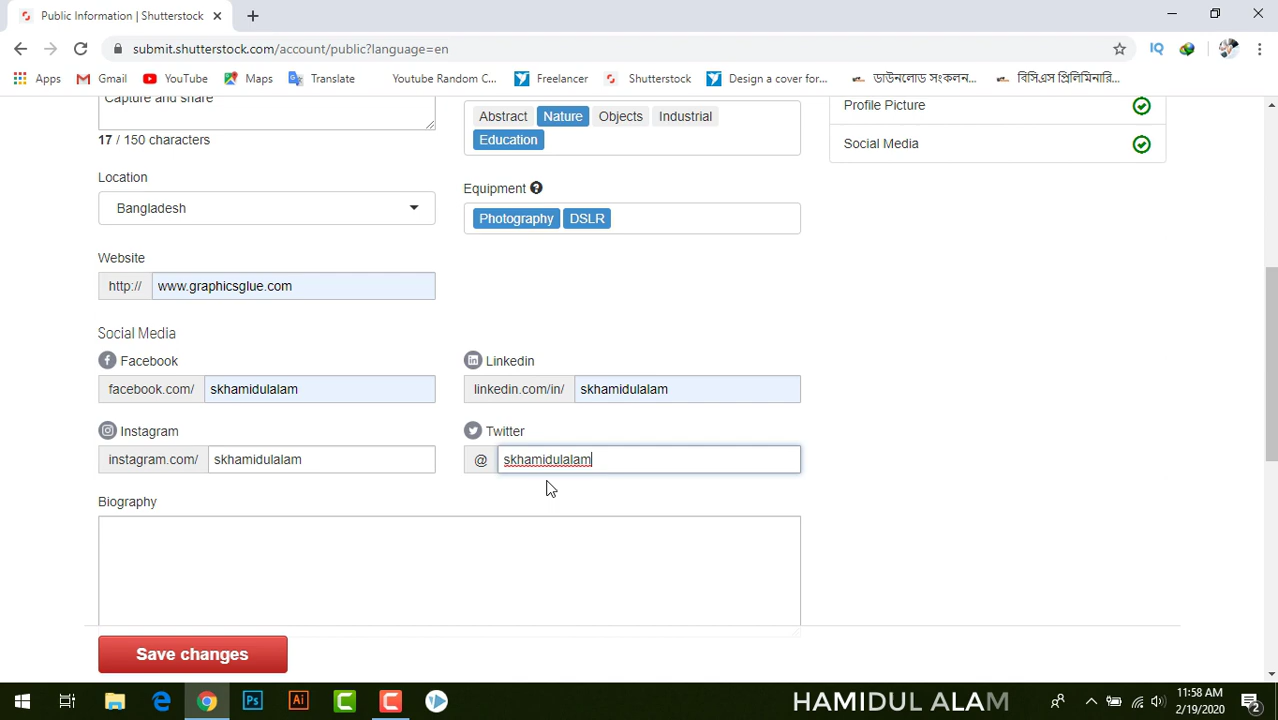 Public Information | Shutterstock
submit.shutterstock.com/account/public?language=en
Apps
Gmail
YouTube
Maps
Translate
Youtube Random C...
Freelancer
Shutterstock
Design a cover for...
ডাউনলোড সংকলন...
বিসিএস প্রিলিমিনারি...
Capture and share
17 / 150 characters
Abstract Nature Objects Industrial
Education
Profile Picture
Social Media
Location
Bangladesh
Equipment
Photography DSLR
Website
http:// www.graphicsglue.com
Social Media
Facebook
facebook.com/ skhamidulalam
Linkedin
linkedin.com/in/ skhamidulalam
Instagram
instagram.com/ skhamidulalam
Twitter
@ skhamidulalam
Biography
Save changes
HAMIDUL ALAM
11:58 AM
2/19/2020